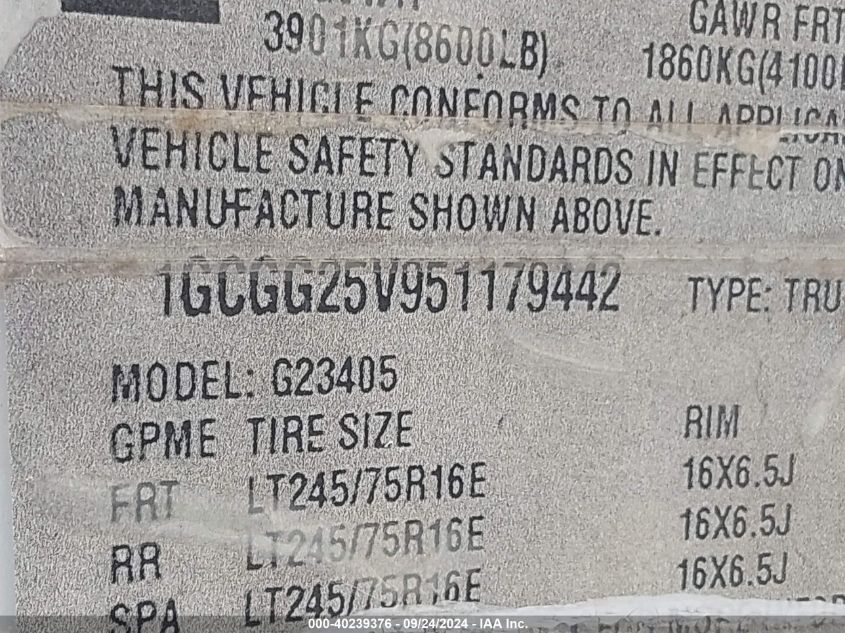 3901KG(8600LB)
GAWR FRT
1860KG(4100
THIS VEHICLE CONFORMS TO ALL
VEHICLE SAFETY STANDARDS IN EFFECT ON
MANUFACTURE SHOWN ABOVE.
1GCGG25V951179442 TYPE: TRU
MODEL: G23405
GPME TIRE SIZE RIM
FRT LT245/75R16E 16X6.5J
RR LT245/75R16E 16X6.5J
SPA LT245/75R16E 16X6.5J
000-40239376 - 09/24/2024 - IAA Inc.